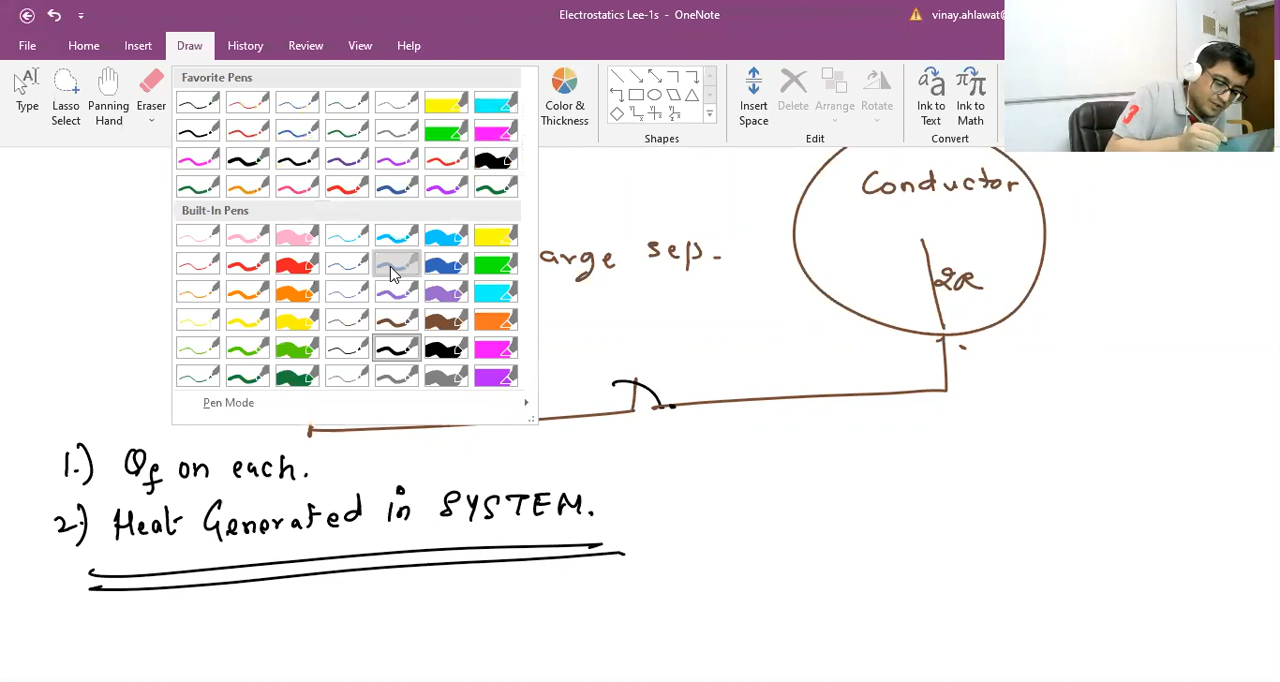 Electrostatics Lee-1s - OneNote
vinay.ahlawat@
File Home Insert Draw History Review View Help
Type
Lasso Select
Panning Hand
Eraser
Favorite Pens
Built-In Pens
Pen Mode
Color & Thickness
Shapes
Insert Space
Delete
Arrange
Rotate
Edit
Ink to Text
Ink to Math
Convert
Conductor
2R
arge sep.
1.) Qf on each.
2.) Heat Generated in SYSTEM.